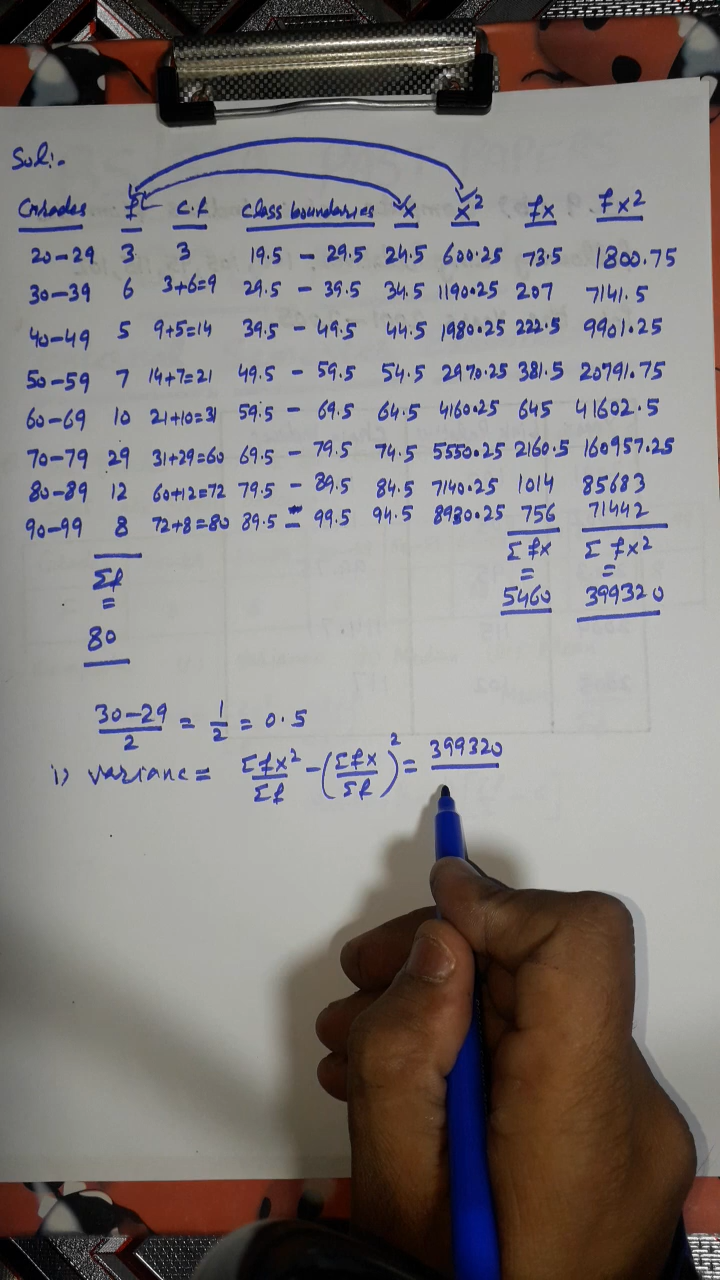 Sol:-
Grades f C.f Class boundaries x x² fx fx²
20-29 3 3 19.5 - 29.5 24.5 600.25 73.5 1800.75
30-39 6 3+6=9 29.5 - 39.5 34.5 1190.25 207 7141.5
40-49 5 9+5=14 39.5 - 49.5 44.5 1980.25 222.5 9901.25
50-59 7 14+7=21 49.5 - 59.5 54.5 2970.25 381.5 20791.75
60-69 10 21+10=31 59.5 - 69.5 64.5 4160.25 645 41602.5
70-79 29 31+29=60 69.5 - 79.5 74.5 5550.25 2160.5 160957.25
80-89 12 60+12=72 79.5 - 89.5 84.5 7140.25 1014 85683
90-99 8 72+8=80 89.5 - 99.5 94.5 8930.25 756 71442
Σf Σfx Σfx²
= = =
80 5460 399320
30-29/2 = 1/2 = 0.5
i) variance = Σfx²/Σf - (Σfx/Σf)² = 399320